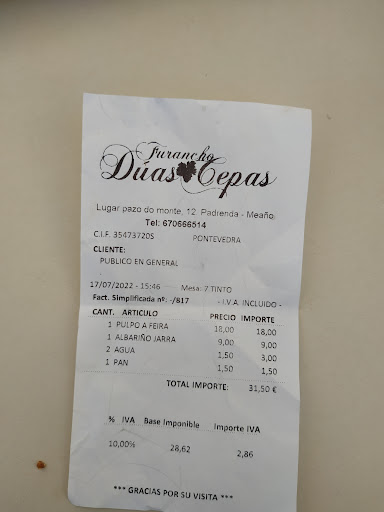 Furancho
Dúas Cepas
Lugar pazo do monte, 12 Padrenda - Meaño.
Tel: 670666514
C.I.F. 35473720S PONTEVEDRA
CLIENTE:
PUBLICO EN GENERAL
17/07/2022 - 15:46 Mesa: 7 TINTO
Fact. Simplificada nº: -/817 - I.V.A. INCLUIDO -
CANT. ARTICULO PRECIO IMPORTE
1 PULPO A FEIRA 18,00 18,00
1 ALBARIÑO JARRA 9,00 9,00
2 AGUA 1,50 3,00
1 PAN 1,50 1,50
TOTAL IMPORTE: 31,50 €
% IVA Base Imponible Importe IVA
10,00% 28,62 2,86
*** GRACIAS POR SU VISITA ***